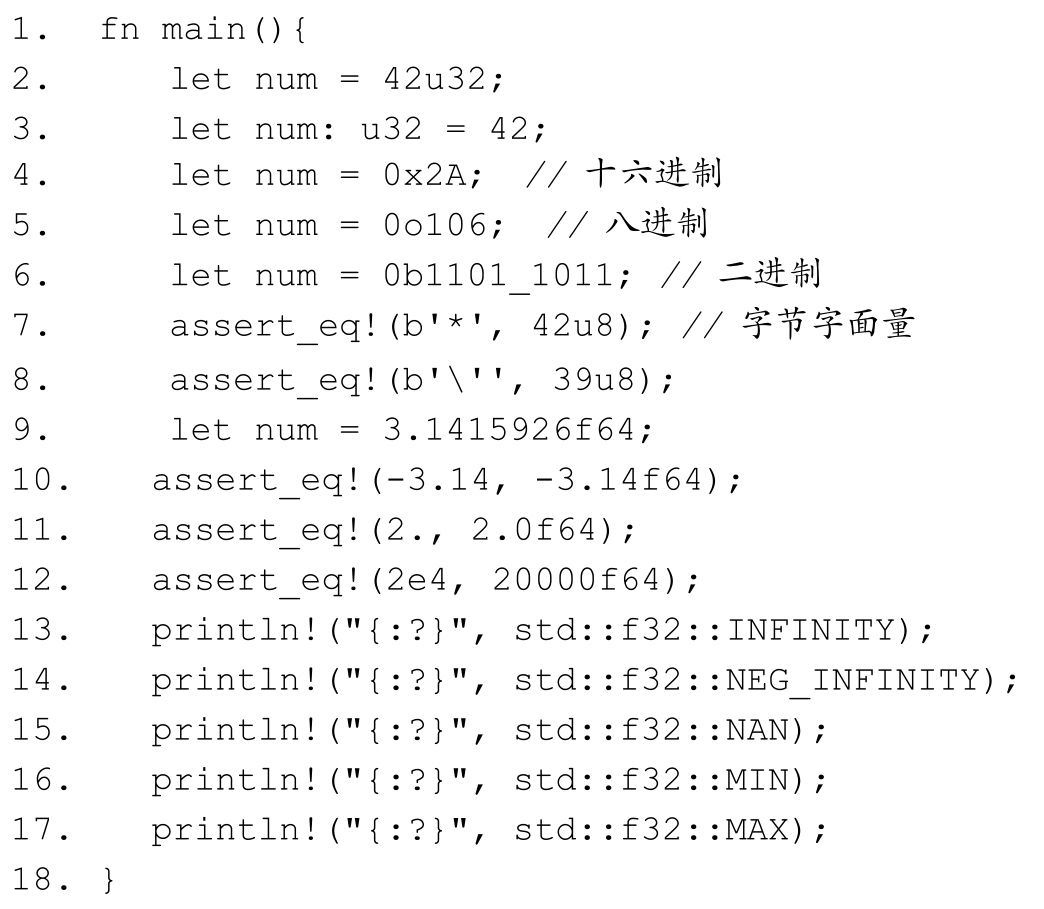 1. fn main(){
2. let num = 42u32;
3. let num: u32 = 42;
4. let num = 0x2A; // 十六进制
5. let num = 0o106; // 八进制
6. let num = 0b1101_1011; // 二进制
7. assert_eq!(b'*', 42u8); // 字节字面量
8. assert_eq!(b'\'', 39u8);
9. let num = 3.1415926f64;
10. assert_eq!(-3.14, -3.14f64);
11. assert_eq!(2., 2.0f64);
12. assert_eq!(2e4, 20000f64);
13. println!("{:?}", std::f32::INFINITY);
14. println!("{:?}", std::f32::NEG_INFINITY);
15. println!("{:?}", std::f32::NAN);
16. println!("{:?}", std::f32::MIN);
17. println!("{:?}", std::f32::MAX);
18. }